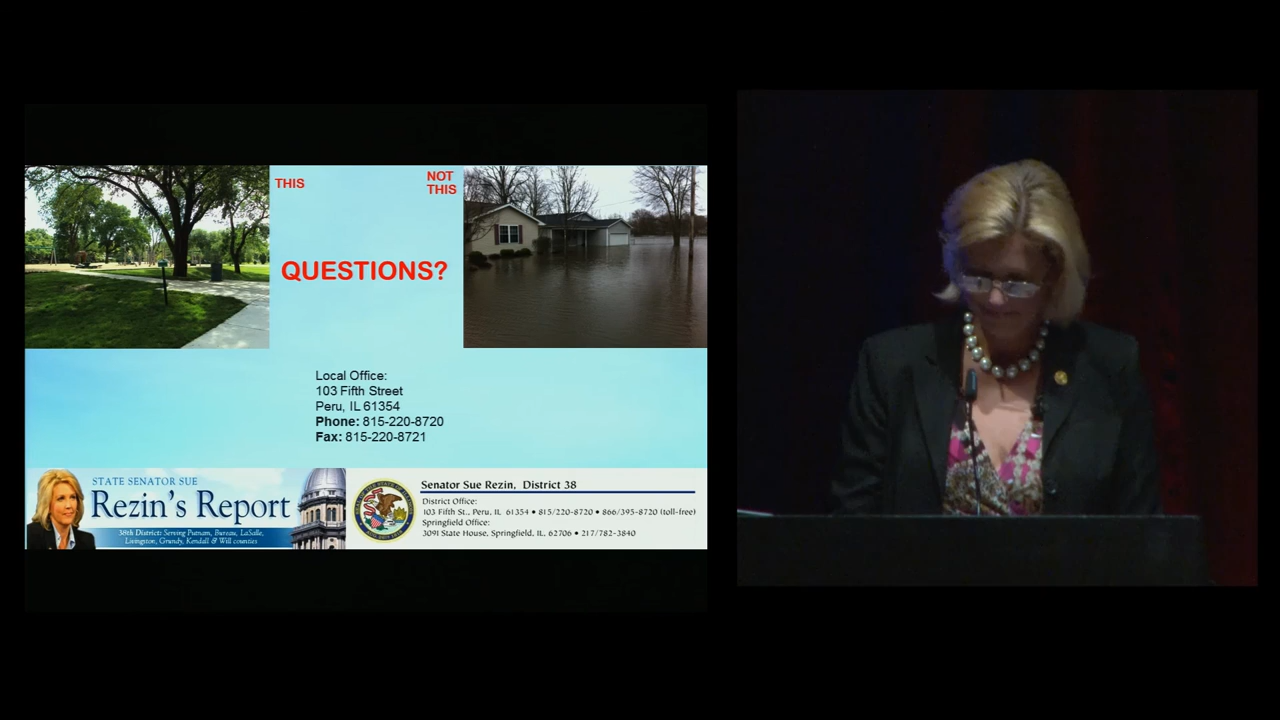 THIS
NOT
THIS
QUESTIONS?
Local Office:
103 Fifth Street
Peru, IL 61354
Phone: 815-220-8720
Fax: 815-220-8721
STATE SENATOR SUE
Rezin's Report
38th District: Serving Putnam, Bureau, LaSalle,
Livingston, Grundy, Kendall & Will counties
Senator Sue Rezin, District 38
District Office:
103 Fifth St., Peru, IL 61354 • 815/220-8720 • 866/395-8720 (toll-free)
Springfield Office:
309I State House, Springfield, IL, 62706 • 217/782-3840